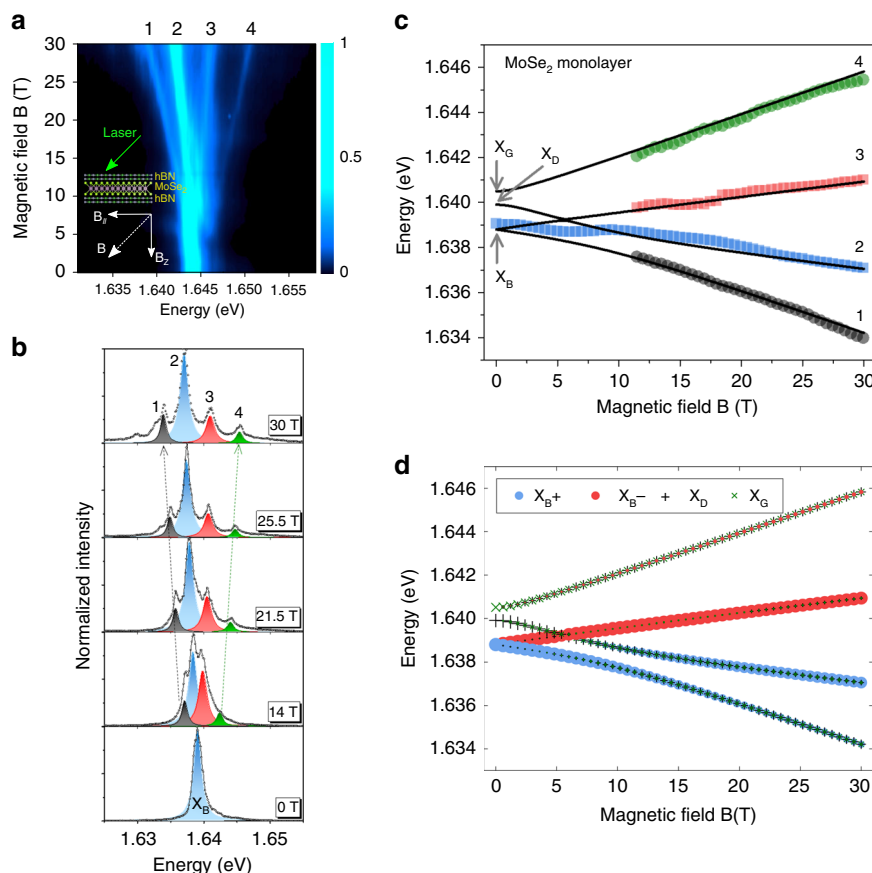 a
1 2 3 4
30
25
20
15
10
5
0
Magnetic field B (T)
1
0.5
0
Laser
hBN
MoSe2
hBN
B//
B
Bz
1.635 1.640 1.645 1.650 1.655
Energy (eV)
b
Normalized intensity
1 2 3 4
30 T
25.5 T
21.5 T
14 T
XB
0 T
1.63 1.64 1.65
Energy (eV)
c
MoSe2 monolayer
1.646
1.644
1.640
1.640
1.638
1.636
1.634
Energy (eV)
XG
XD
XB
4
3
2
1
0 5 10 15 20 25 30
Magnetic field B (T)
d
XB+ XB− + XD × XG
1.646
1.644
1.640
1.640
1.638
1.636
1.634
Energy (eV)
0 5 10 15 20 25 30
Magnetic field B(T)